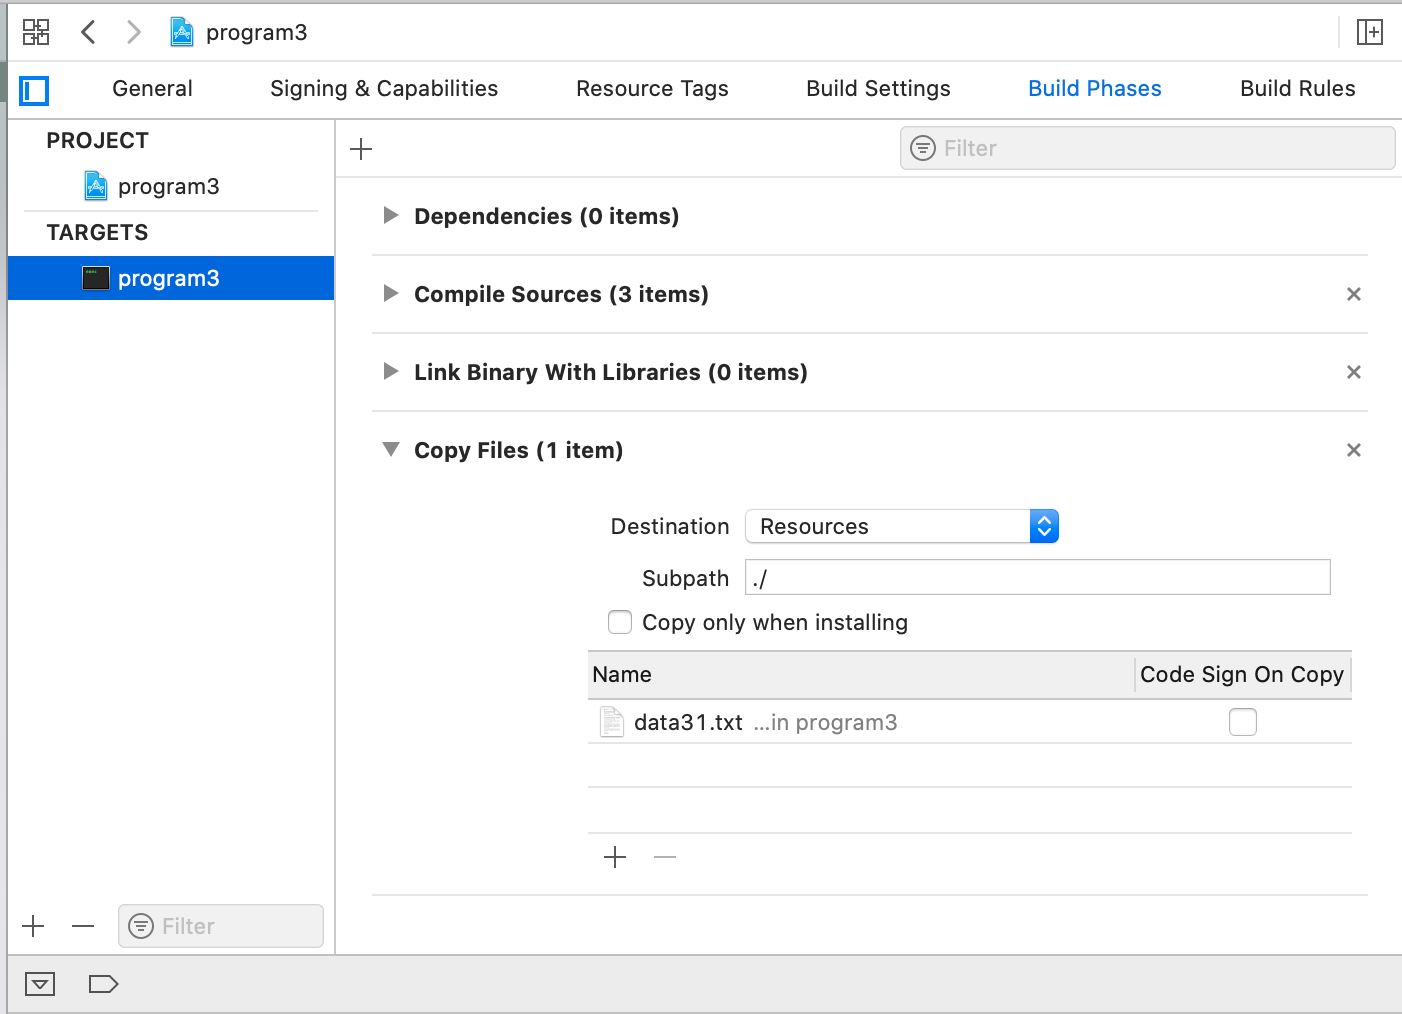 program3
General Signing & Capabilities Resource Tags Build Settings Build Phases Build Rules
PROJECT
program3
TARGETS
program3
Filter
Dependencies (0 items)
Compile Sources (3 items)
Link Binary With Libraries (0 items)
Copy Files (1 item)
Destination Resources
Subpath ./
Copy only when installing
Name Code Sign On Copy
data31.txt ...in program3
Filter